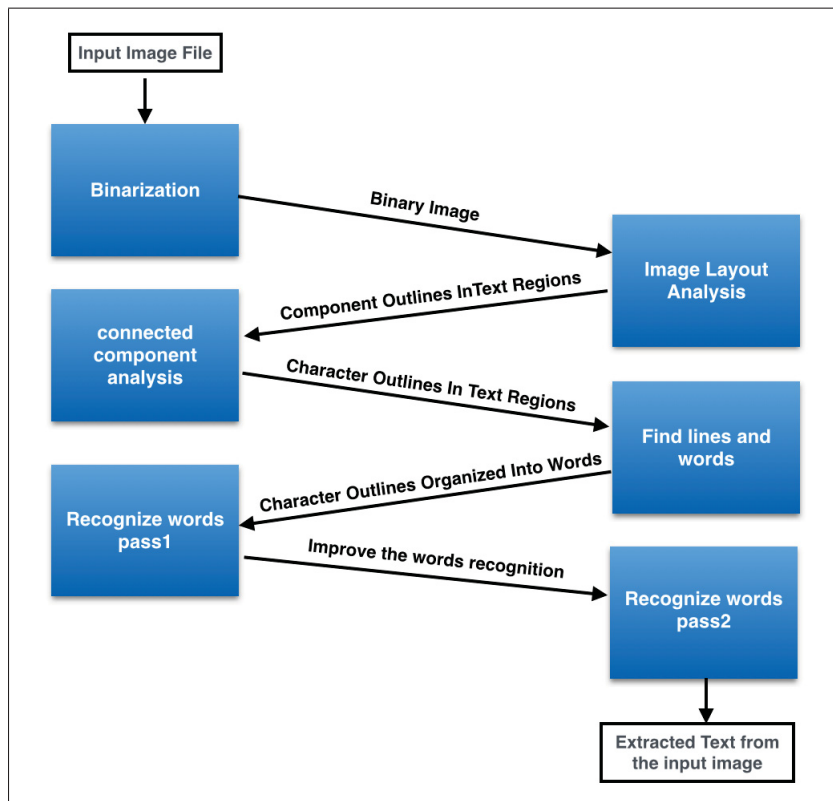 Input Image File
Binarization
Binary Image
Image Layout
Analysis
Component Outlines InText Regions
connected
component
analysis
Character Outlines In Text Regions
Find lines and
words
Character Outlines Organized Into Words
Recognize words
pass1
Improve the words recognition
Recognize words
pass2
Extracted Text from
the input image